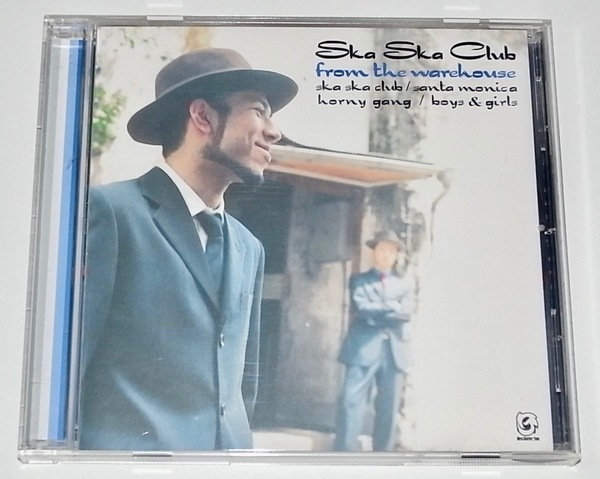 Ska Ska Club
from the warehouse
ska ska club / santa monica
horny gang / boys & girls